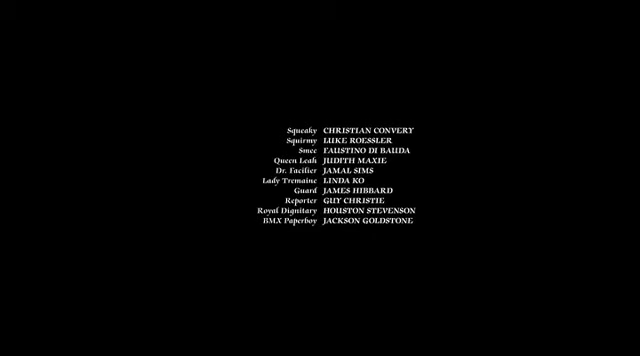 Squeaky CHRISTIAN CONVERY
Squirmy LUKE ROESSLER
Smee FAUSTINO DI BAUDA
Queen Leah JUDITH MAXIE
Dr. Facilier JAMAL SIMS
Lady Tremaine LINDA KO
Guard JAMES HIBBARD
Reporter GUY CHRISTIE
Royal Dignitary HOUSTON STEVENSON
BMX Paperboy JACKSON GOLDSTONE